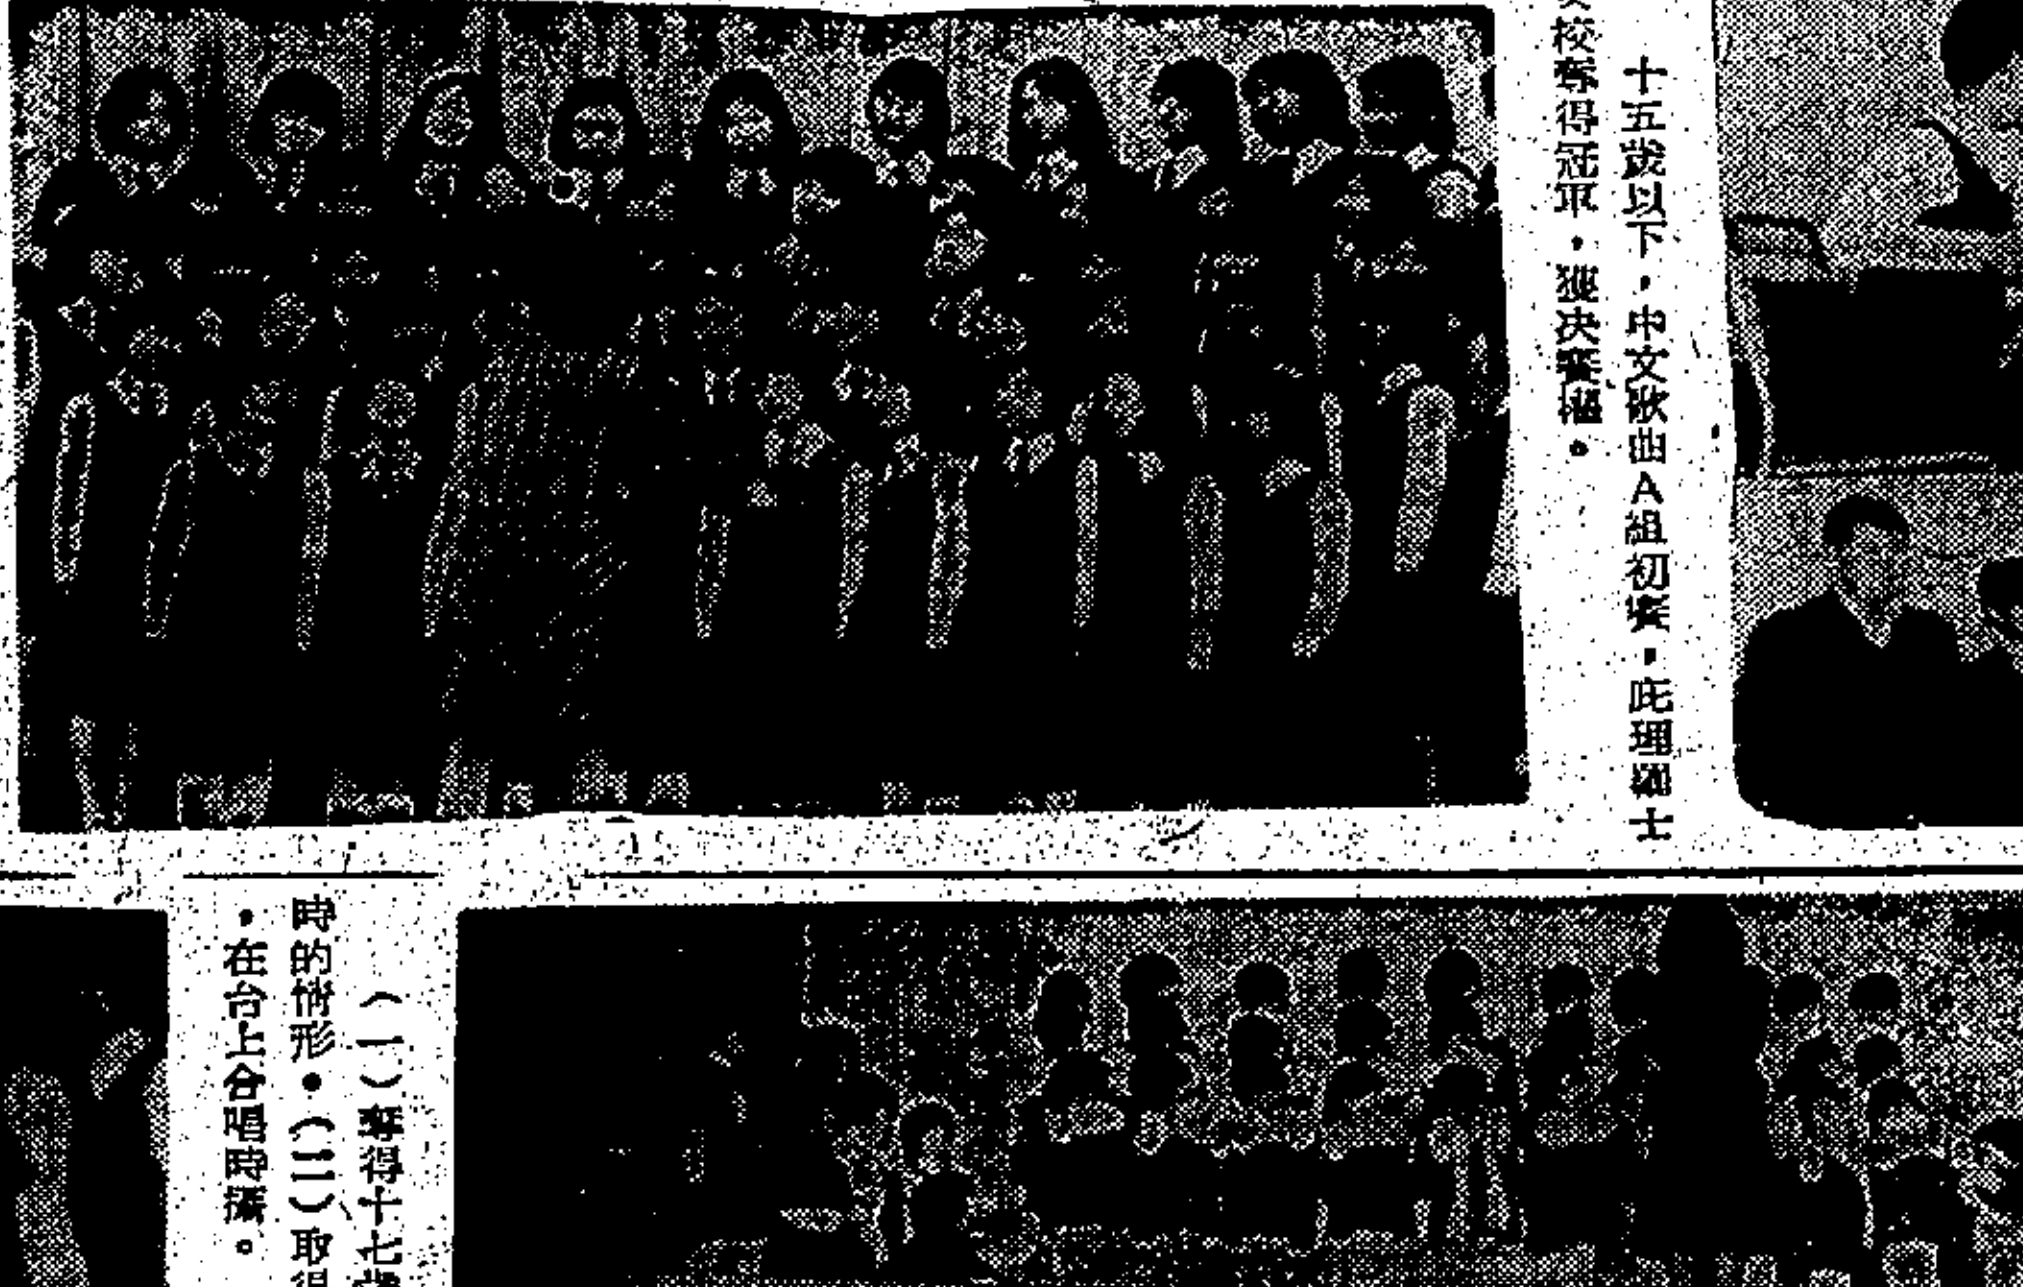 十五歲以下，中文歌曲A組初賽，庇理羅士
女校奪得冠軍，獲決賽權。
（一）奪得十七歲
時的情形●（二）取得
，在台上合唱時攝。